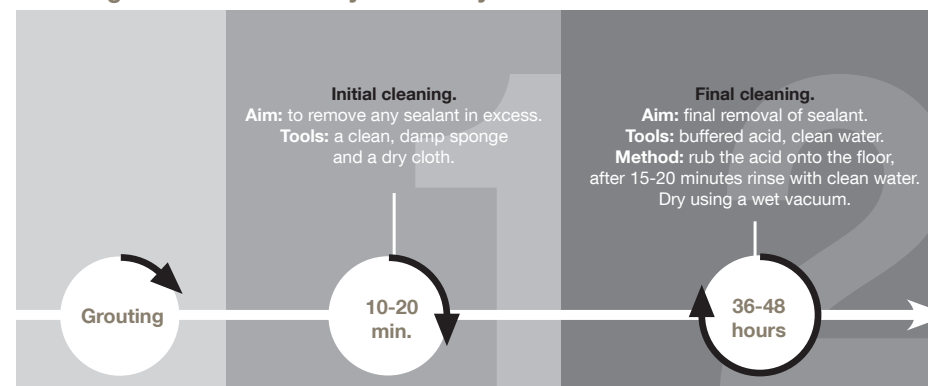 Initial cleaning.
Aim: to remove any sealant in excess.
Tools: a clean, damp sponge
and a dry cloth.
Final cleaning.
Aim: final removal of sealant.
Tools: buffered acid, clean water.
Method: rub the acid onto the floor,
after 15-20 minutes rinse with clean water.
Dry using a wet vacuum.
Grouting
10-20
min.
36-48
hours
1
2